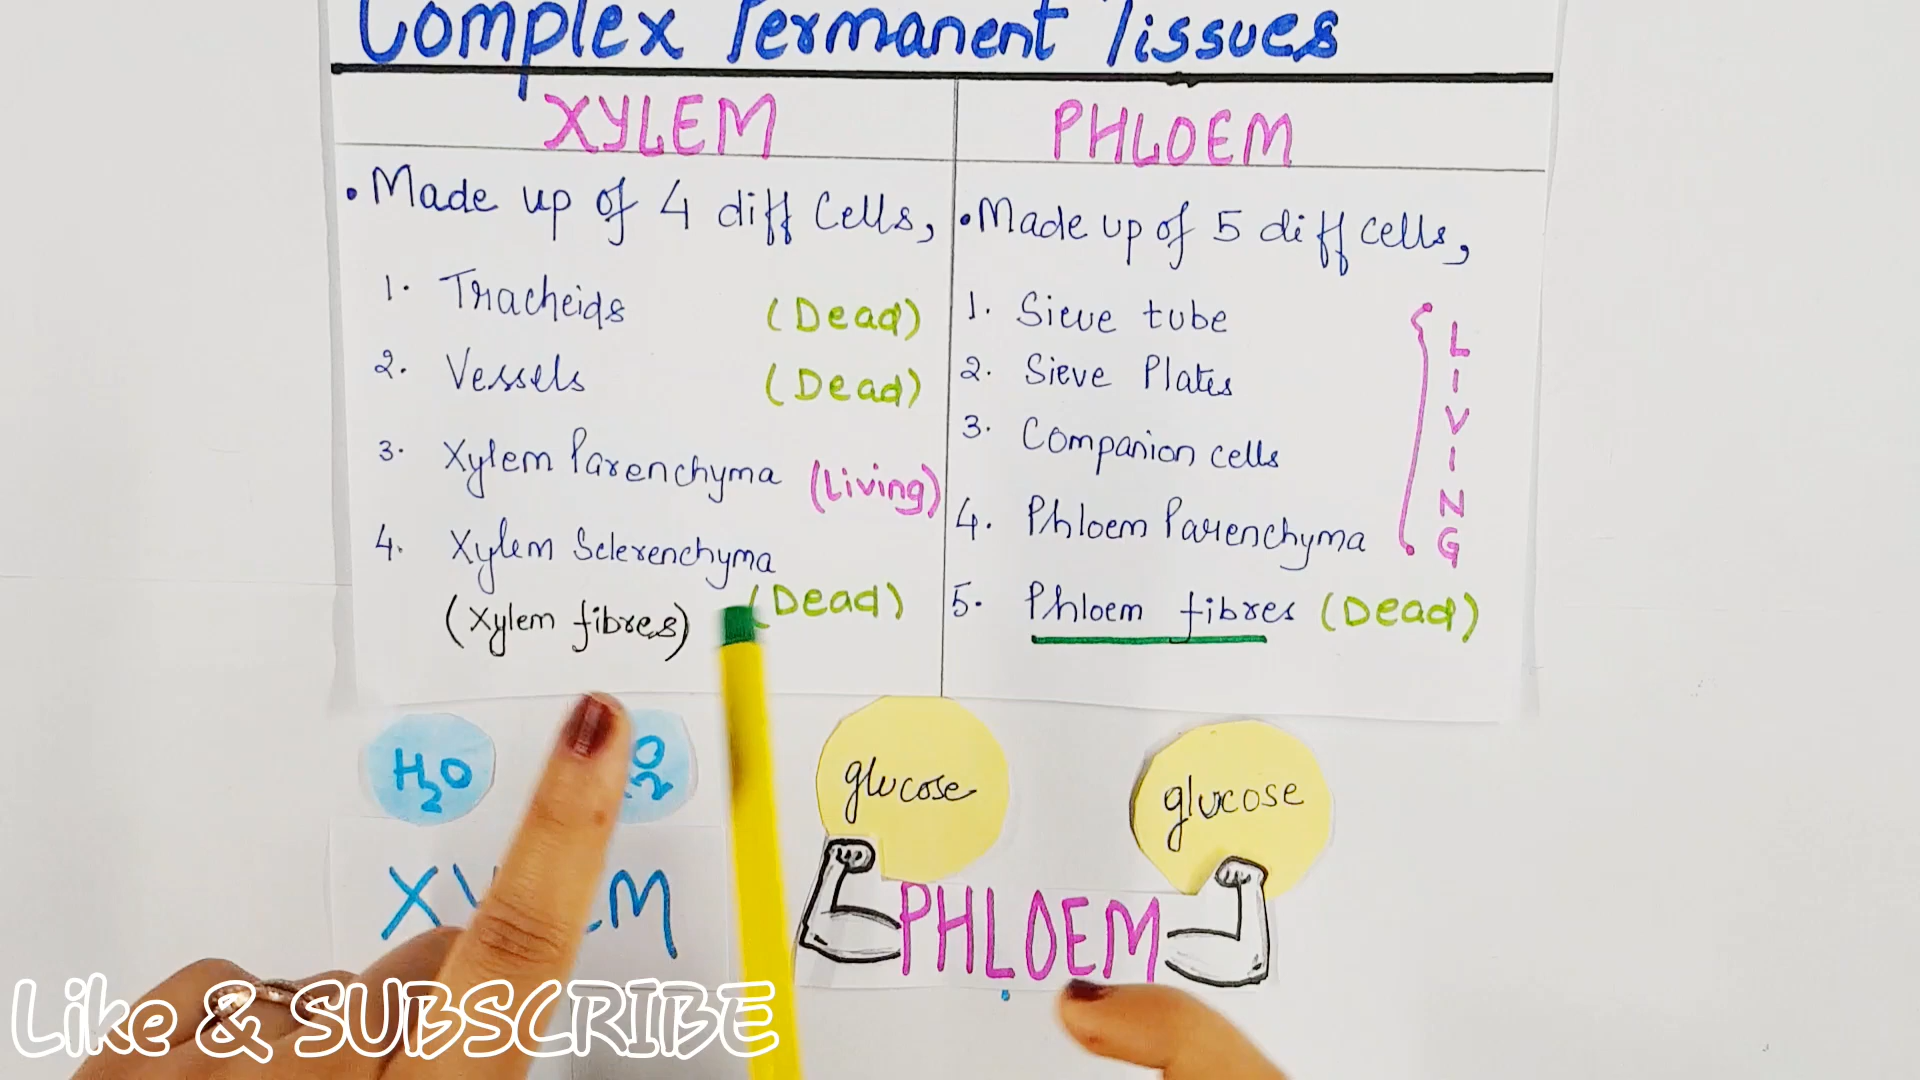 Complex Permanent Tissues
XYLEM
• Made up of 4 diff Cells,
1. Tracheids (Dead)
2. Vessels (Dead)
3. Xylem Parenchyma (Living)
4. Xylem Sclerenchyma
(Xylem fibres) (Dead)
PHLOEM
• Made up of 5 diff cells,
1. Sieve tube
2. Sieve Plates
3. Companion cells
4. Phloem Parenchyma
LIVING
5. Phloem fibres (Dead)
H2O
glucose
glucose
PHLOEM
Like & SUBSCRIBE